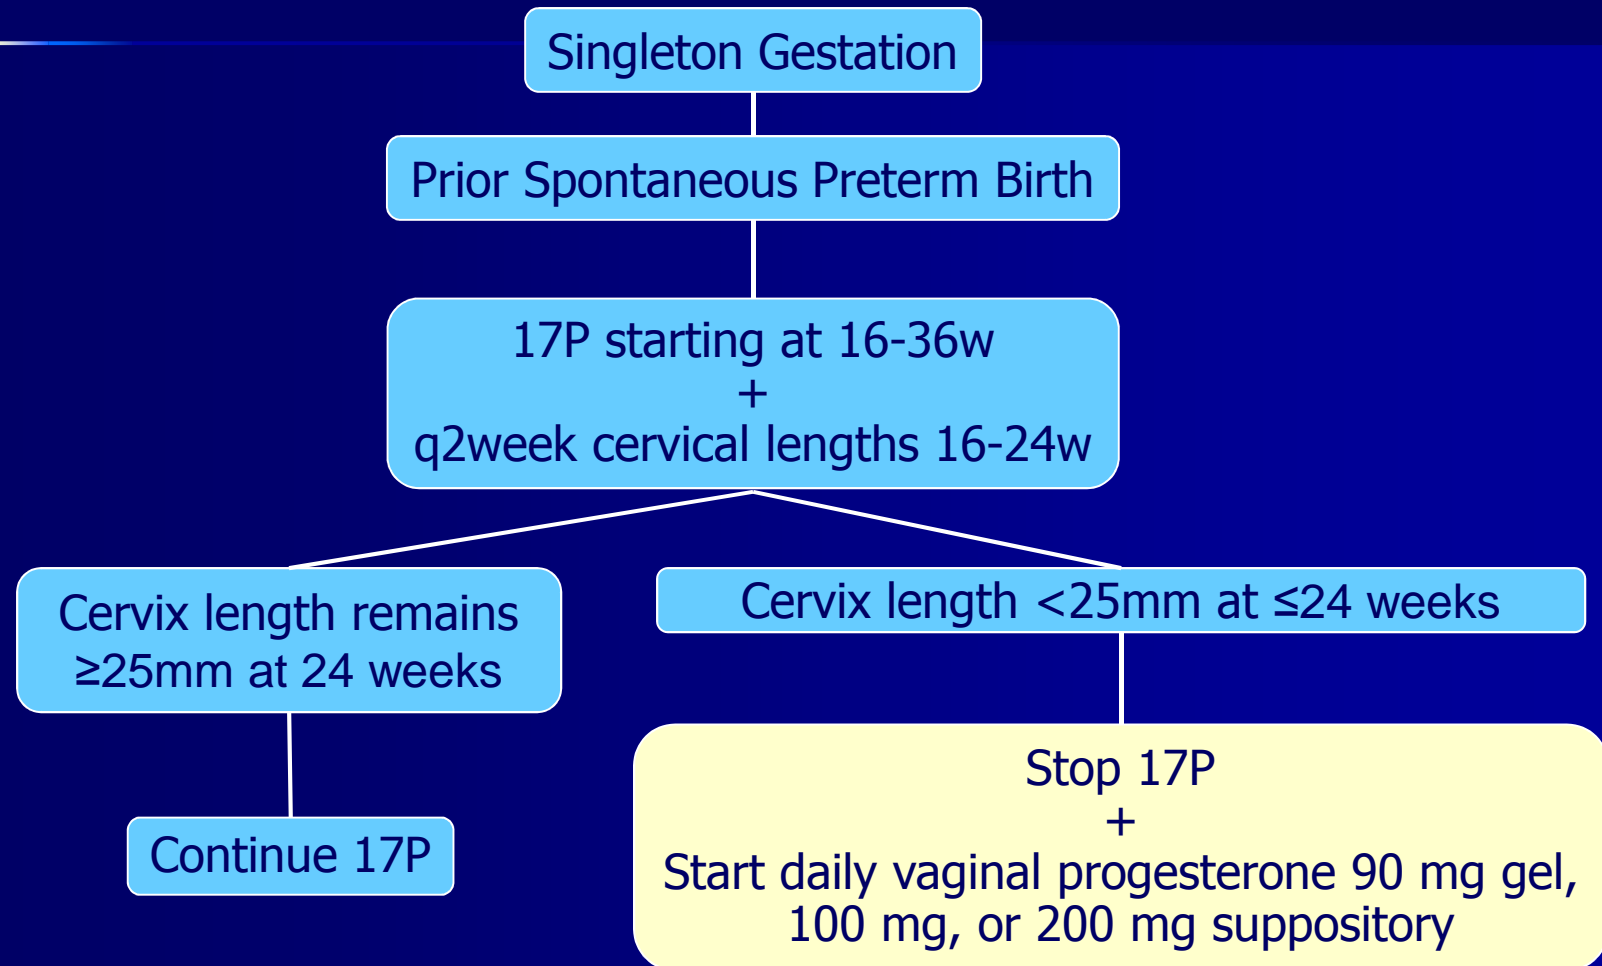 Singleton Gestation
Prior Spontaneous Preterm Birth
17P starting at 16-36w
+
q2week cervical lengths 16-24w
Cervix length remains
≥25mm at 24 weeks
Cervix length <25mm at ≤24 weeks
Continue 17P
Stop 17P
+
Start daily vaginal progesterone 90 mg gel,
100 mg, or 200 mg suppository